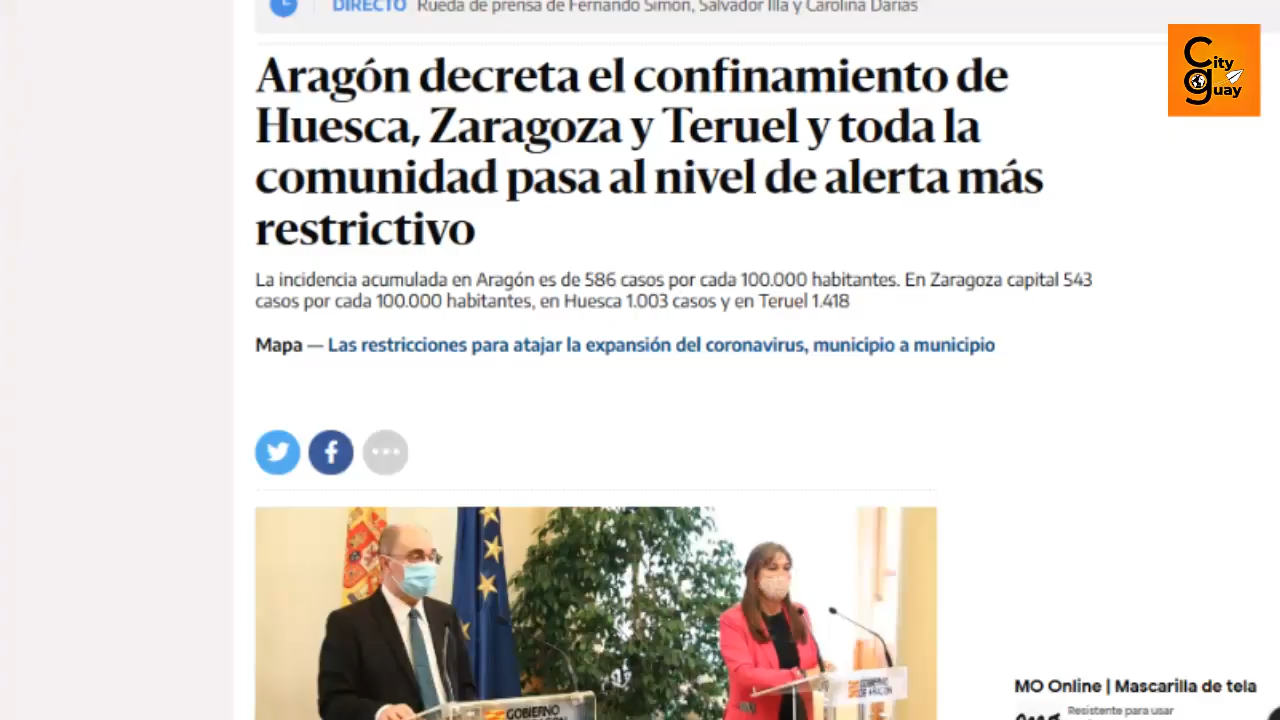 DIRECTO Rueda de prensa de Fernando Simón, Salvador Illa y Carolina Darias
City
guay
Aragón decreta el confinamiento de
Huesca, Zaragoza y Teruel y toda la
comunidad pasa al nivel de alerta más
restrictivo
La incidencia acumulada en Aragón es de 586 casos por cada 100.000 habitantes. En Zaragoza capital 543
casos por cada 100.000 habitantes, en Huesca 1.003 casos y en Teruel 1.418
Mapa — Las restricciones para atajar la expansión del coronavirus, municipio a municipio
GOBIERNO
DE ARAGON
GOBIERNO
MO Online | Mascarilla de tela
Resistente para usar